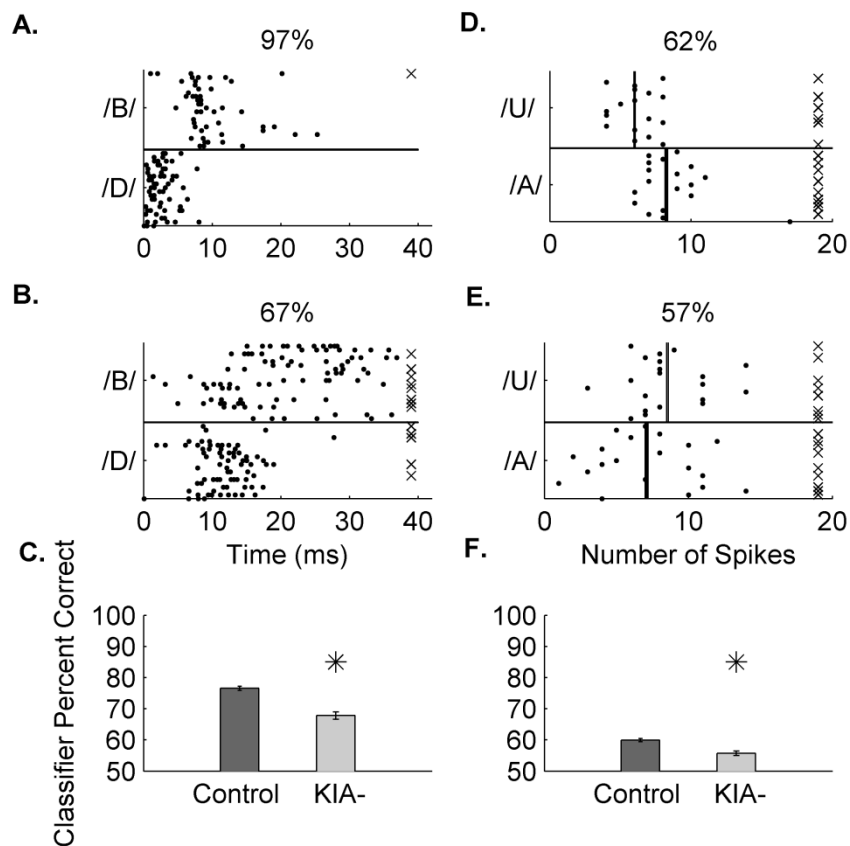 A.
97%
/B/
/D/
0 10 20 30 40
B.
67%
/B/
/D/
0 10 20 30 40
Time (ms)
C.
Classifier Percent Correct
100
90
80
70
60
50
Control KIA-
D.
62%
/U/
/A/
0 10 20
E.
57%
/U/
/A/
0 10 20
Number of Spikes
F.
100
90
80
70
60
50
Control KIA-